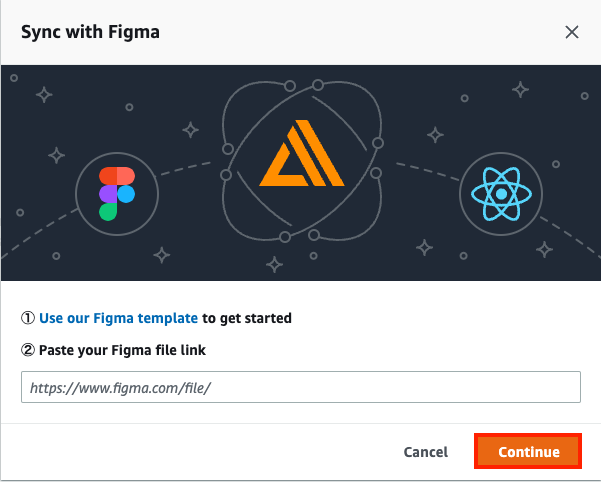 Sync with Figma
① Use our Figma template to get started
② Paste your Figma file link
https://www.figma.com/file/
Cancel
Continue